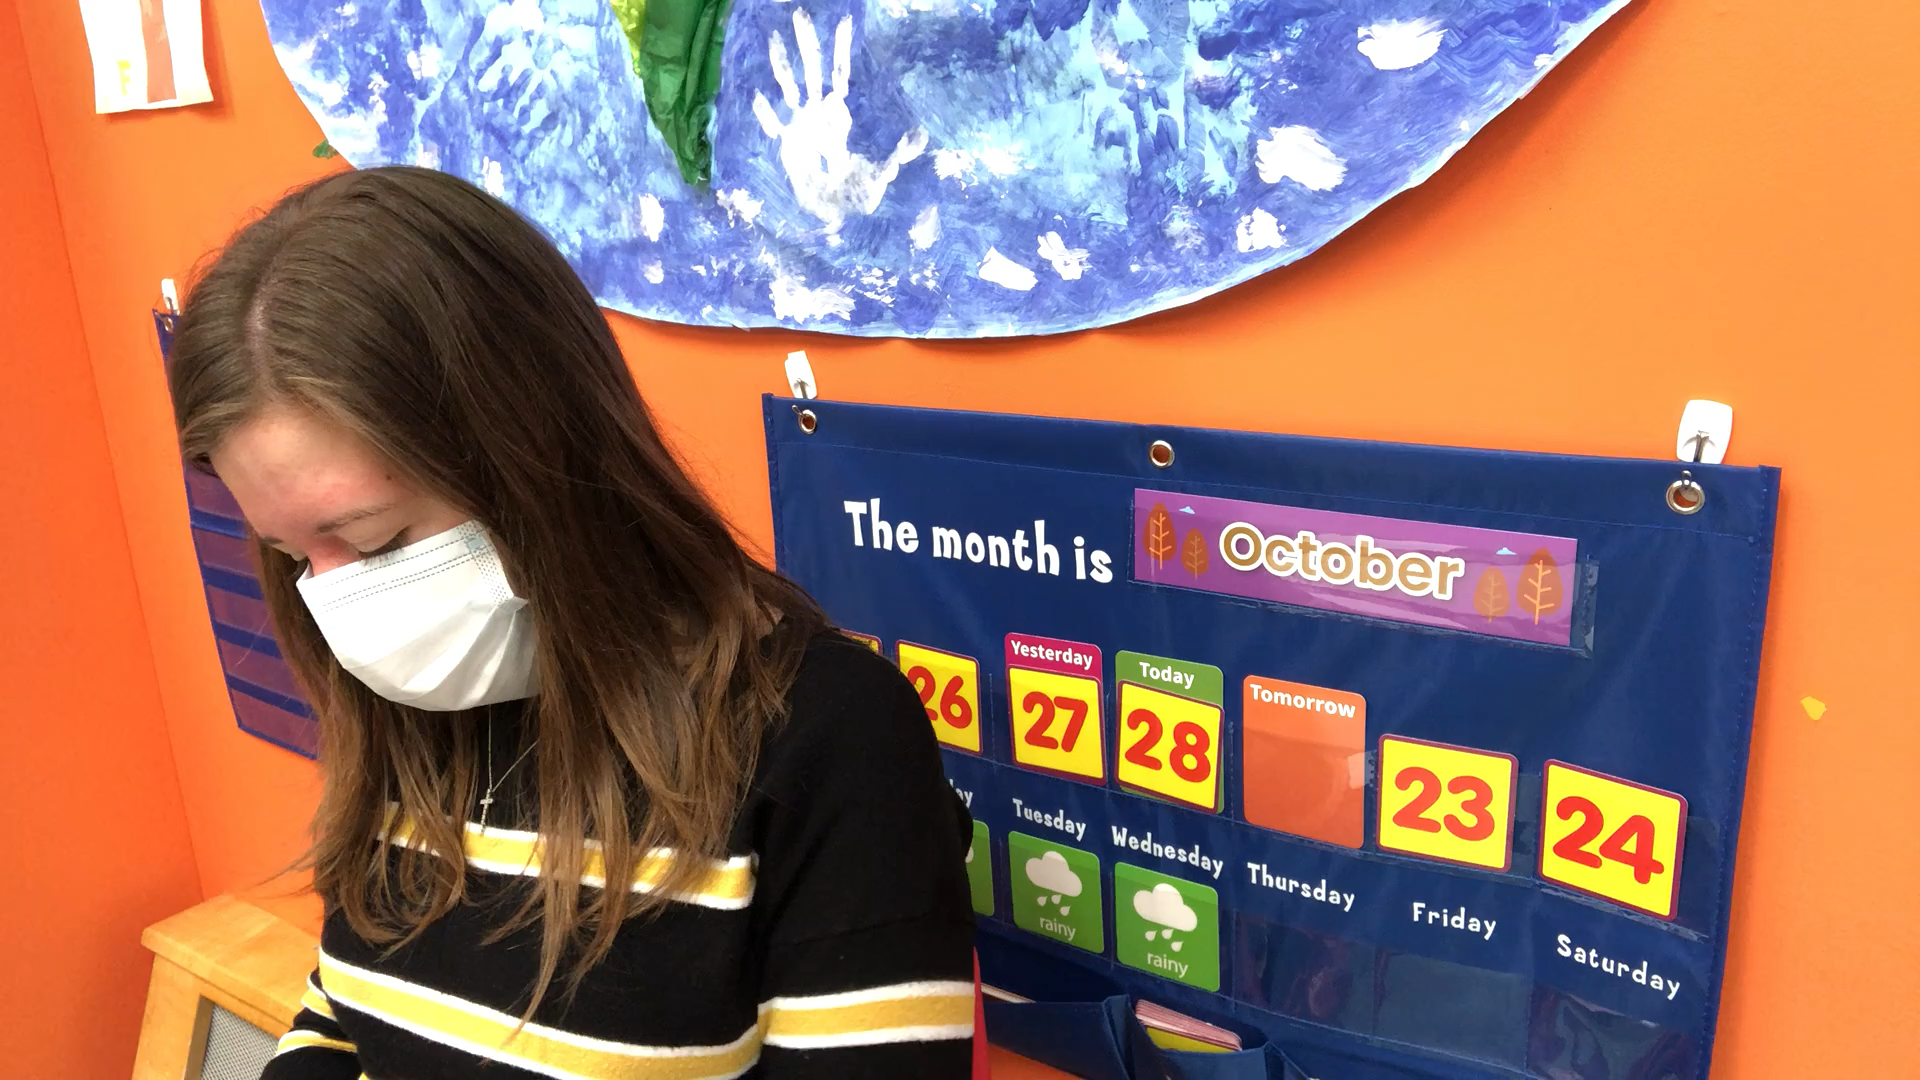 The month is October
Yesterday
Today
Tomorrow
26
27
28
23
24
Tuesday
Wednesday
Thursday
Friday
Saturday
rainy
rainy